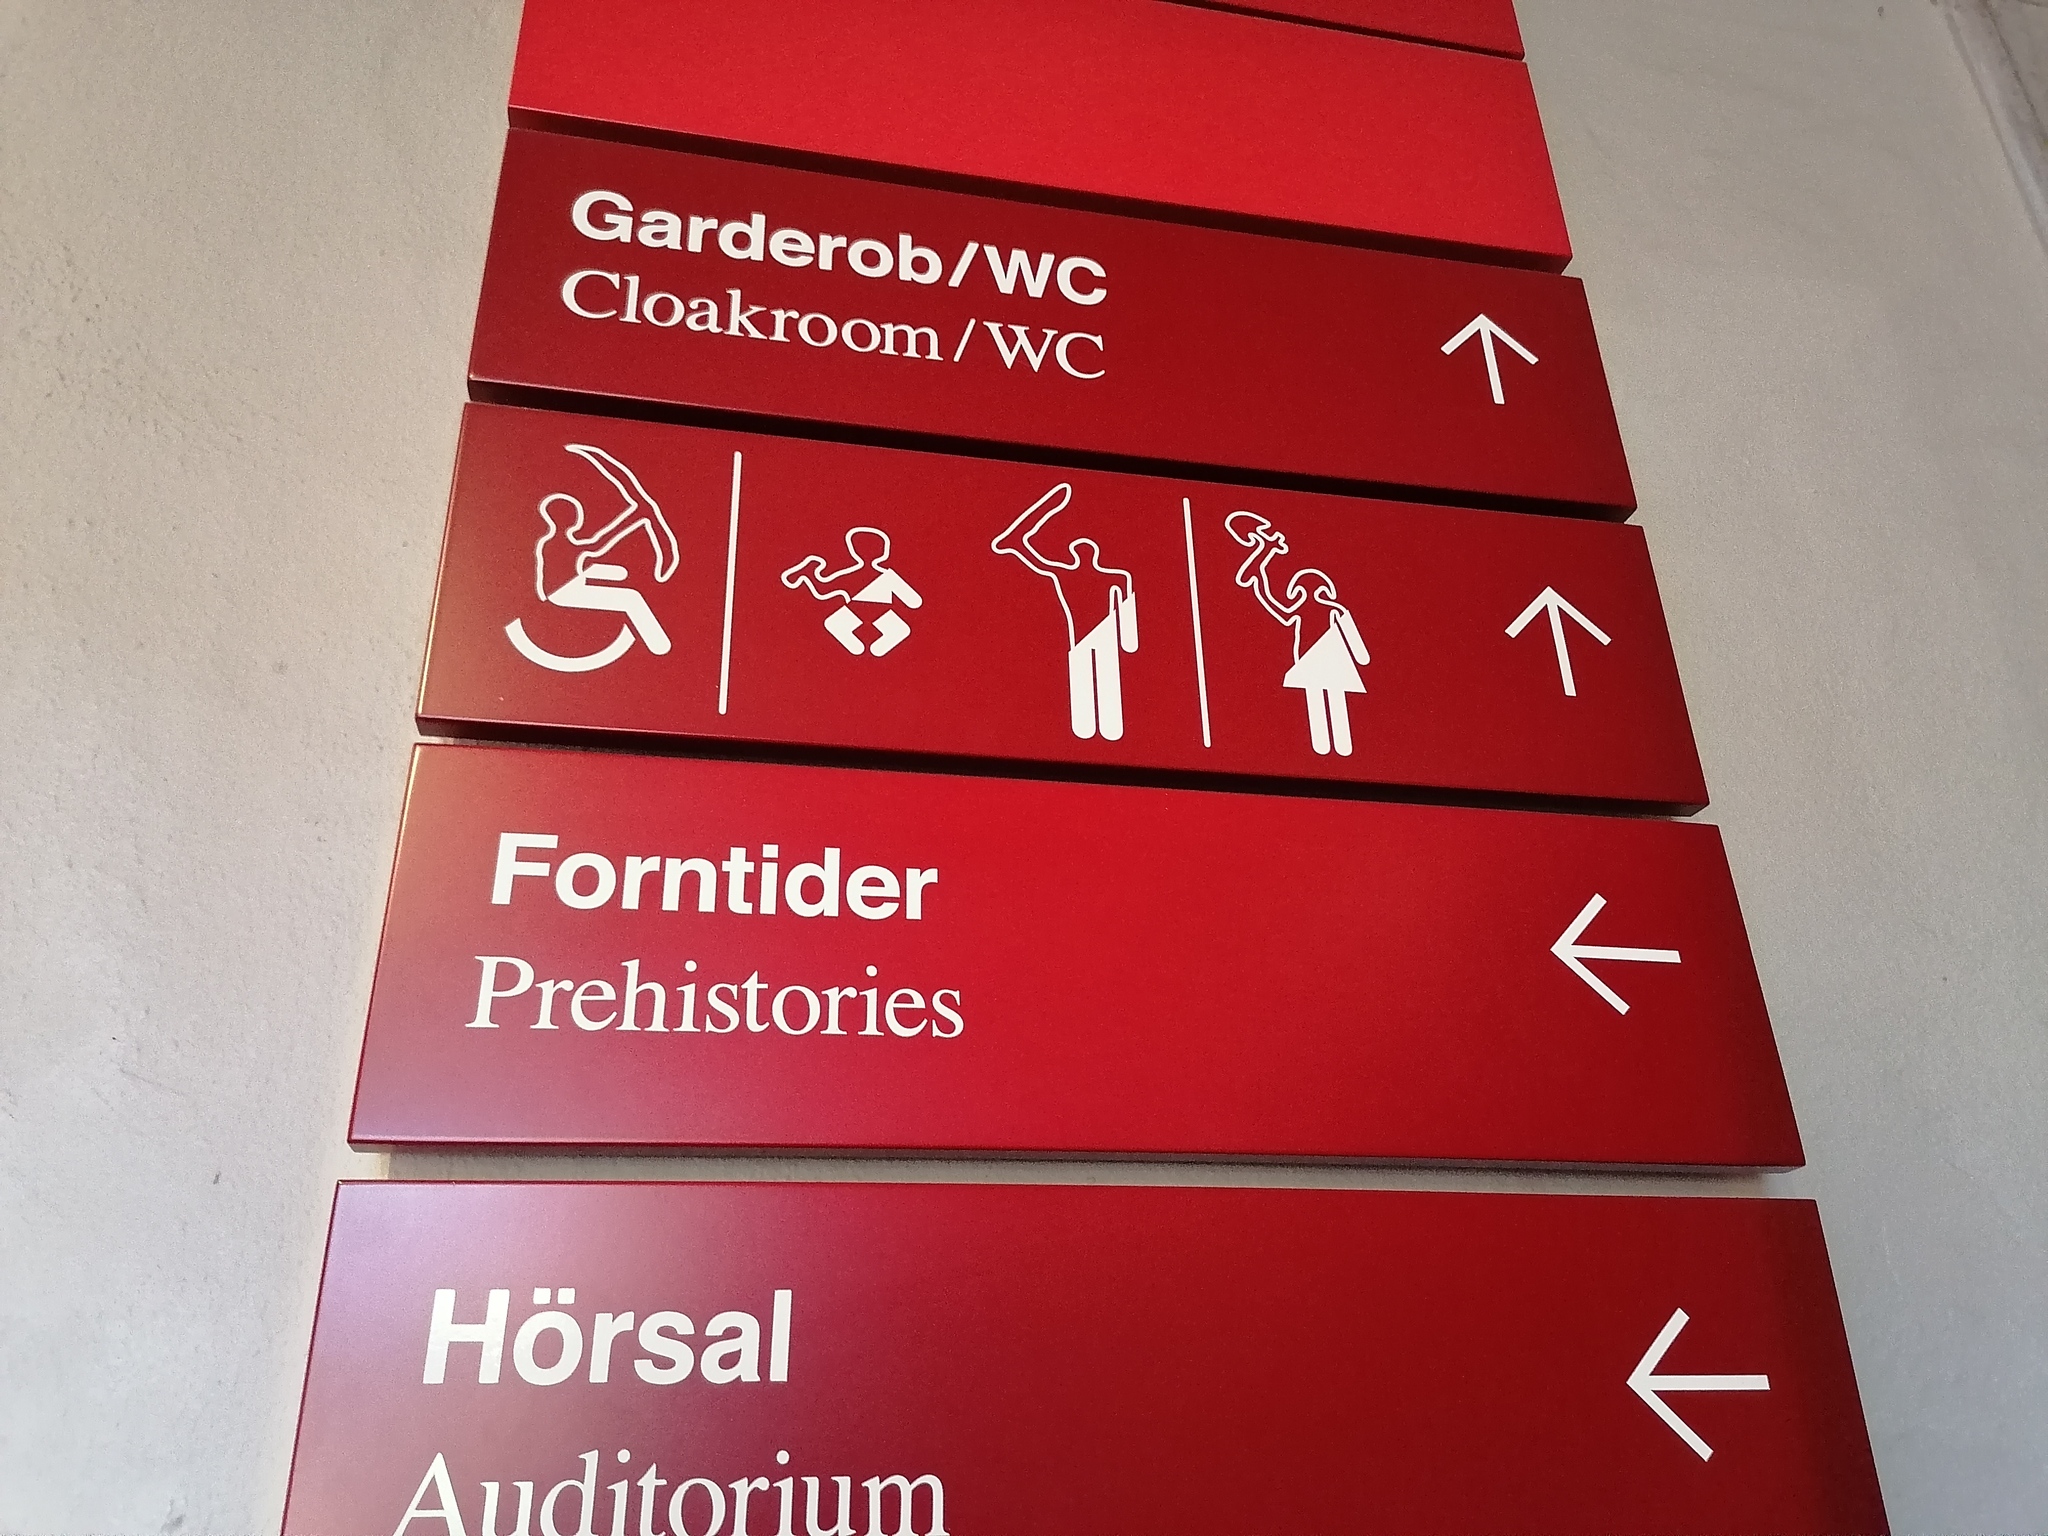 Garderob/WC
Cloakroom/WC
Forntider
Prehistories
Hörsal
Auditorium